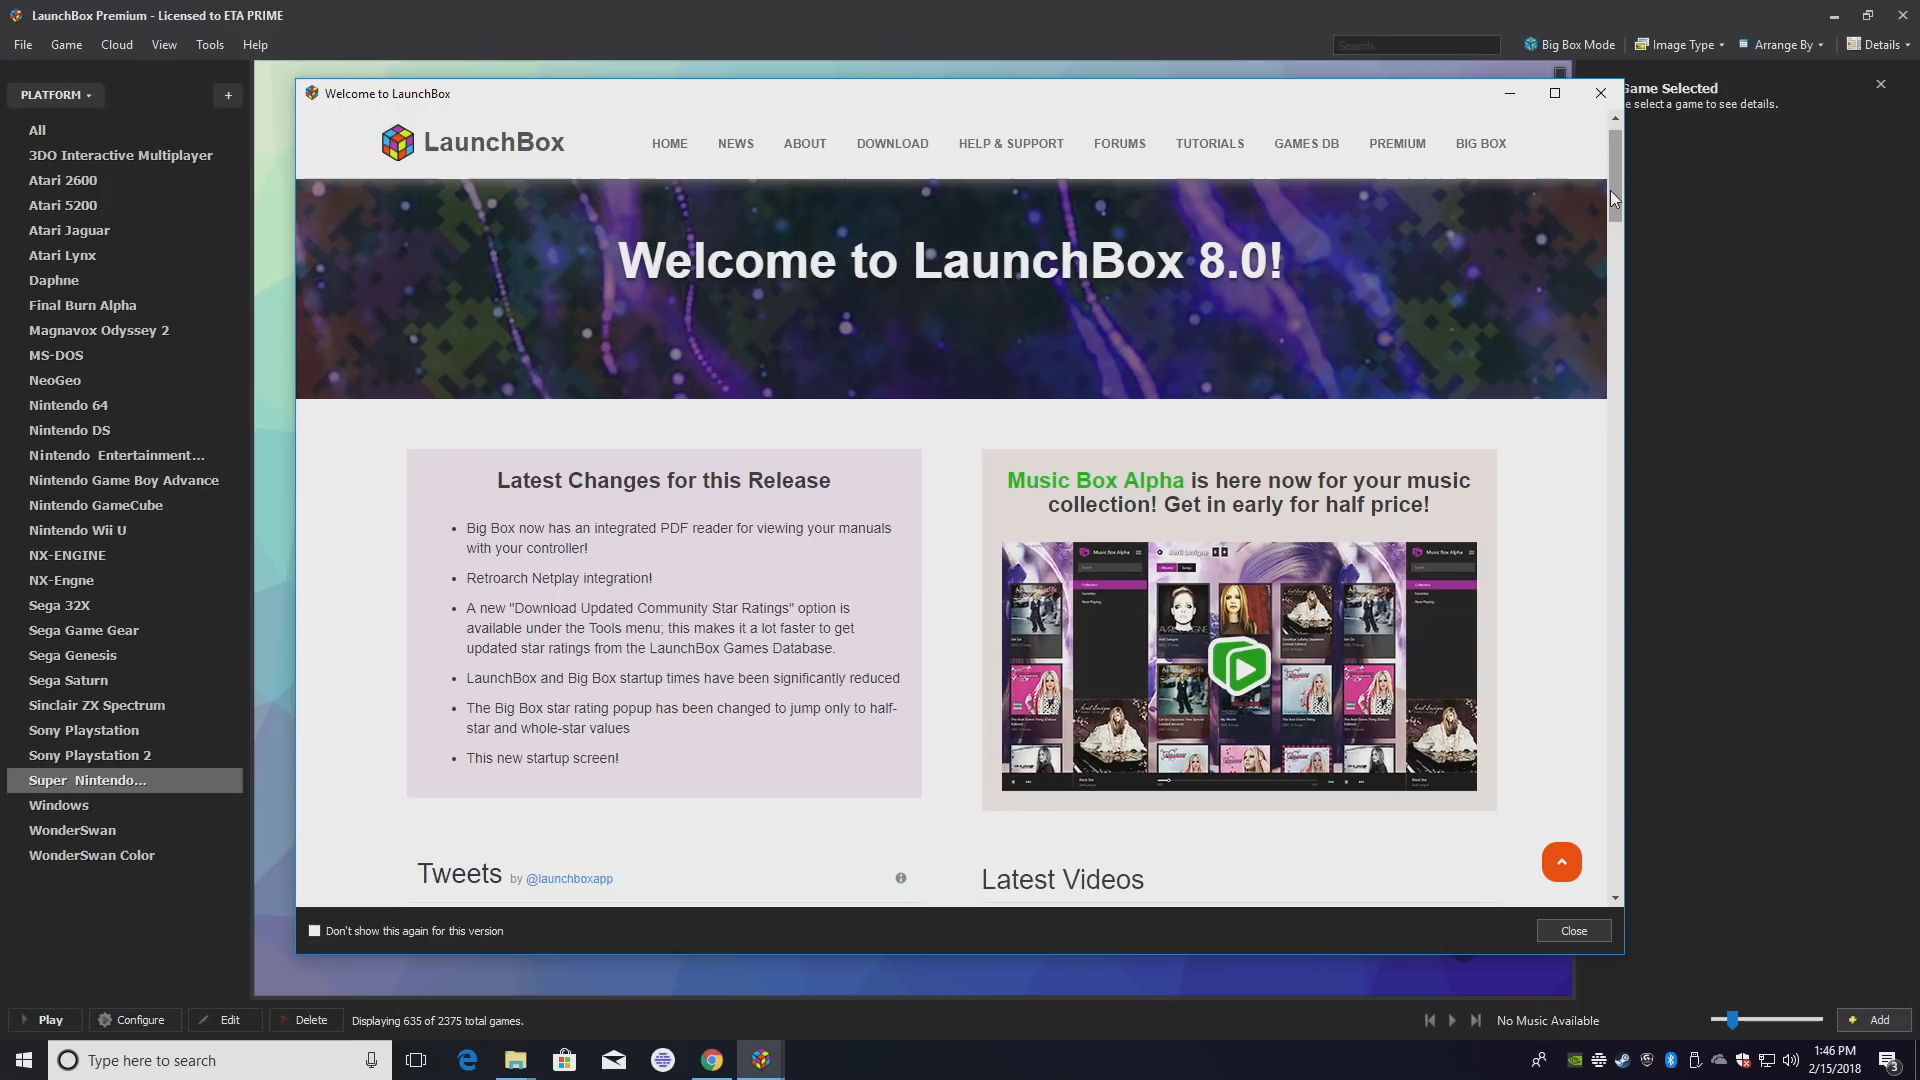 LaunchBox Premium - Licensed to ETA PRIME
File Game Cloud View Tools Help
Search.
Big Box Mode Image Type Arrange By Details
PLATFORM +
All
3DO Interactive Multiplayer
Atari 2600
Atari 5200
Atari Jaguar
Atari Lynx
Daphne
Final Burn Alpha
Magnavox Odyssey 2
MS-DOS
NeoGeo
Nintendo 64
Nintendo DS
Nintendo Entertainment...
Nintendo Game Boy Advance
Nintendo GameCube
Nintendo Wii U
NX-ENGINE
NX-Engne
Sega 32X
Sega Game Gear
Sega Genesis
Sega Saturn
Sinclair ZX Spectrum
Sony Playstation
Sony Playstation 2
Super Nintendo...
Windows
WonderSwan
WonderSwan Color
Welcome to LaunchBox
LaunchBox
HOME NEWS ABOUT DOWNLOAD HELP & SUPPORT FORUMS TUTORIALS GAMES DB PREMIUM BIG BOX
Welcome to LaunchBox 8.0!
Latest Changes for this Release
• Big Box now has an integrated PDF reader for viewing your manuals
with your controller!
• Retroarch Netplay integration!
• A new "Download Updated Community Star Ratings" option is
available under the Tools menu; this makes it a lot faster to get
updated star ratings from the LaunchBox Games Database.
• LaunchBox and Big Box startup times have been significantly reduced
• The Big Box star rating popup has been changed to jump only to half-
star and whole-star values
• This new startup screen!
Music Box Alpha is here now for your music
collection! Get in early for half price!
Music Box Alpha
Avril Lavigne
Music Box Alpha
Tweets by @launchboxapp
Latest Videos
Don't show this again for this version
Close
Game Selected
e select a game to see details.
Play Configure Edit Delete Displaying 635 of 2375 total games.
No Music Available
Add
Type here to search
1:46 PM
2/15/2018
3